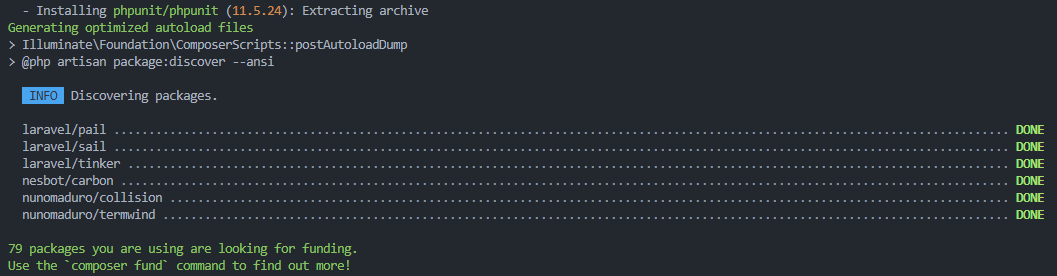 - Installing phpunit/phpunit (11.5.24): Extracting archive
Generating optimized autoload files
> Illuminate\Foundation\ComposerScripts::postAutoloadDump
> @php artisan package:discover --ansi
INFO Discovering packages.
laravel/pail ................................................................................................................................ DONE
laravel/sail ................................................................................................................................ DONE
laravel/tinker .............................................................................................................................. DONE
nesbot/carbon ............................................................................................................................... DONE
nunomaduro/collision ........................................................................................................................ DONE
nunomaduro/termwind ......................................................................................................................... DONE
79 packages you are using are looking for funding.
Use the `composer fund` command to find out more!